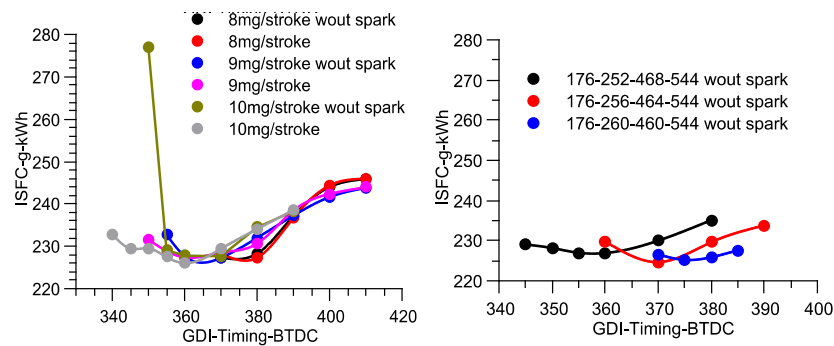 8mg/stroke wout spark
8mg/stroke
9mg/stroke wout spark
9mg/stroke
10mg/stroke wout spark
10mg/stroke
280
270
260
250
240
230
220
ISFC-g-kWh
340 360 380 400 420
GDI-Timing-BTDC
176-252-468-544 wout spark
176-256-464-544 wout spark
176-260-460-544 wout spark
280
270
260
250
240
230
220
ISFC-g-kWh
340 350 360 370 380 390 400
GDI-Timing-BTDC